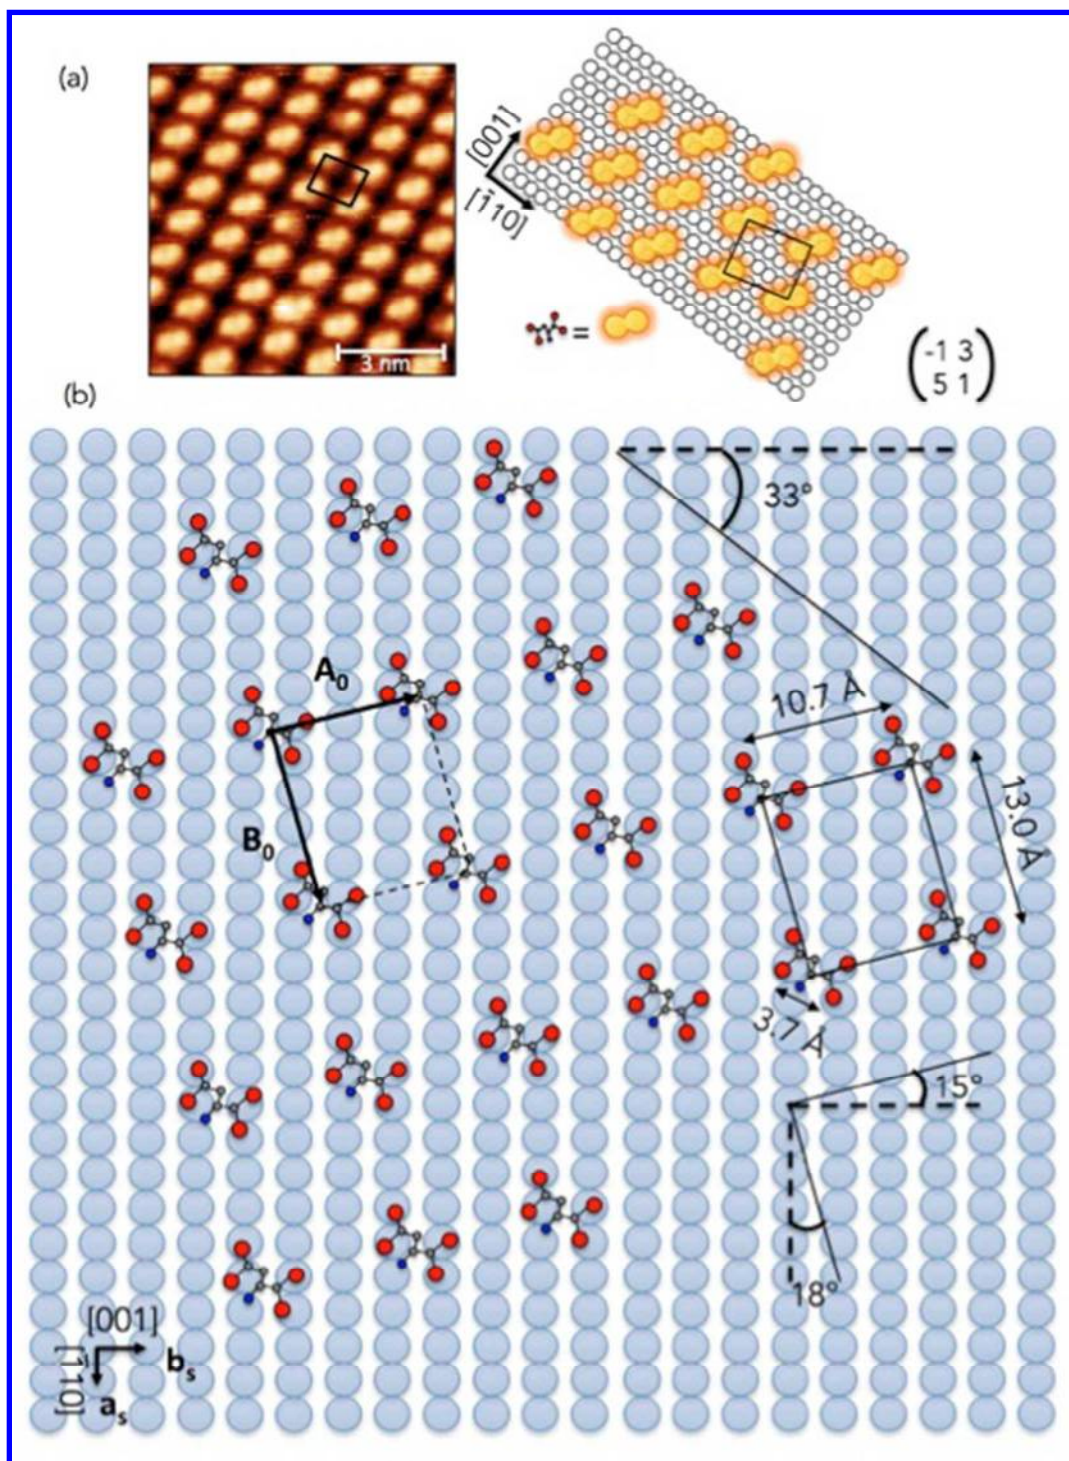 (a)
[001]
[1̄10]
3 nm
=
-1 3
5 1
(b)
33°
A0
10.7 Å
B0
13.0 Å
3.7 Å
15°
18°
[001]
bs
[1̄10]
as